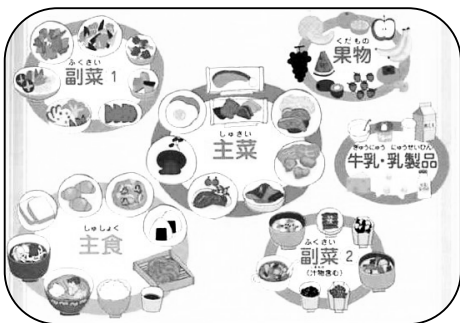 ふくさい
副菜 1
くだもの
果物
しゅさい
主菜
ぎゅうにゅう にゅうせいひん
牛乳・乳製品
しゅしょく
主食
ふくさい
副菜 2
(汁物含む)